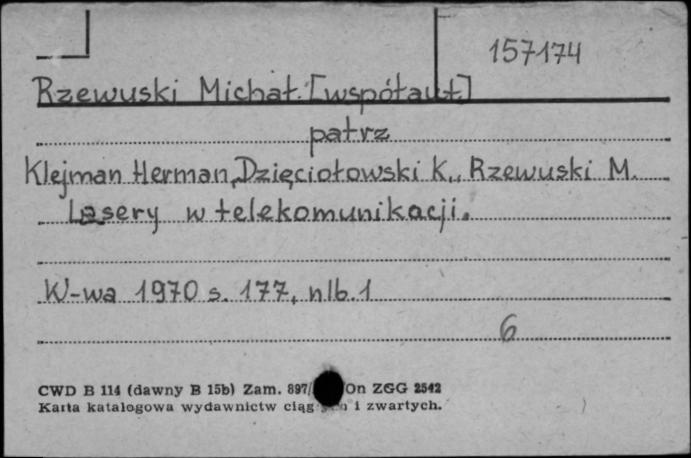 157174
Rzewuski Michał. [współaut.]
patrz
Klejman Herman, Dzięciołowski K., Rzewuski M.
Lasery w telekomunikacji.
W-wa 1970 s. 177, nlb. 1
6
CWD B 114 (dawny B 15b) Zam. 897/ /On ZGG 2542
Karta katalogowa wydawnictw i zwartych.